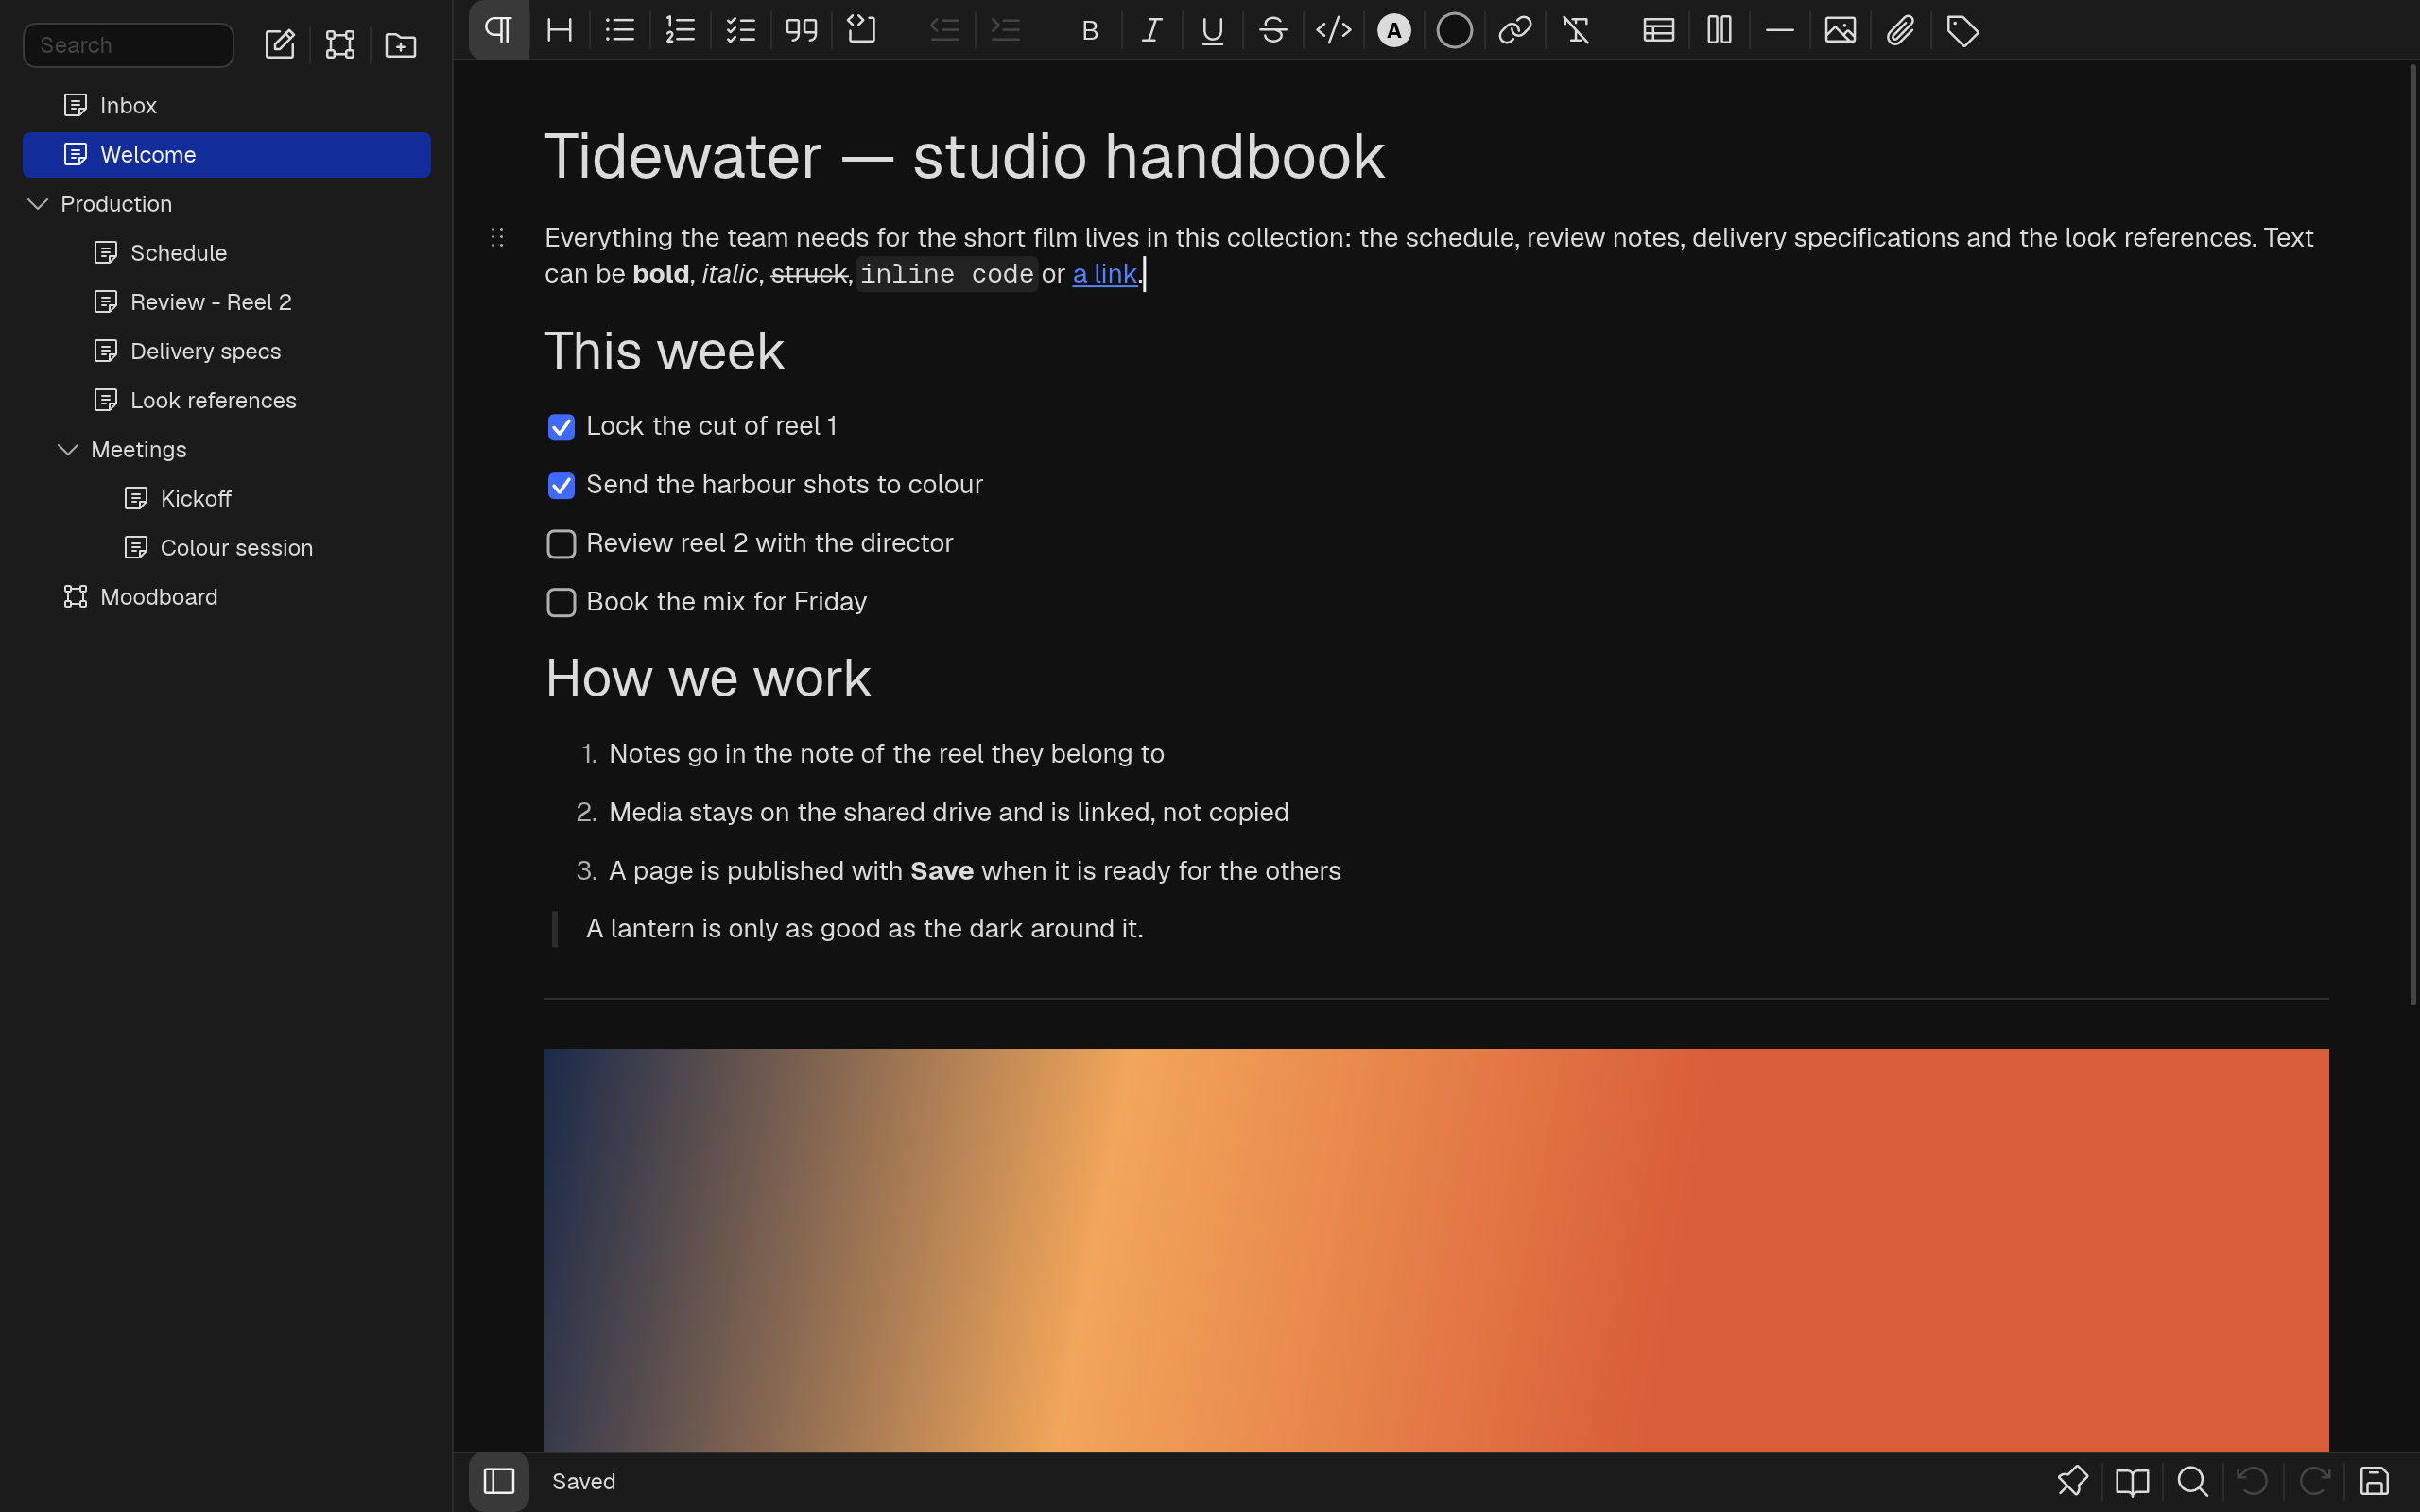 Search
Inbox
Welcome
Production
Schedule
Review - Reel 2
Delivery specs
Look references
Meetings
Kickoff
Colour session
Moodboard
Tidewater — studio handbook
Everything the team needs for the short film lives in this collection: the schedule, review notes, delivery specifications and the look references. Text
can be bold, italic, struck, inline code or a link.
This week
Lock the cut of reel 1
Send the harbour shots to colour
Review reel 2 with the director
Book the mix for Friday
How we work
1. Notes go in the note of the reel they belong to
2. Media stays on the shared drive and is linked, not copied
3. A page is published with Save when it is ready for the others
A lantern is only as good as the dark around it.
Saved